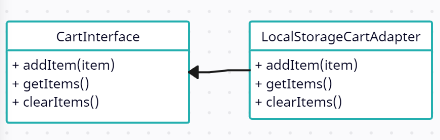 CartInterface
+ addItem(item)
+ getItems()
+ clearItems()
LocalStorageCartAdapter
+ addItem(item)
+ getItems()
+ clearItems()